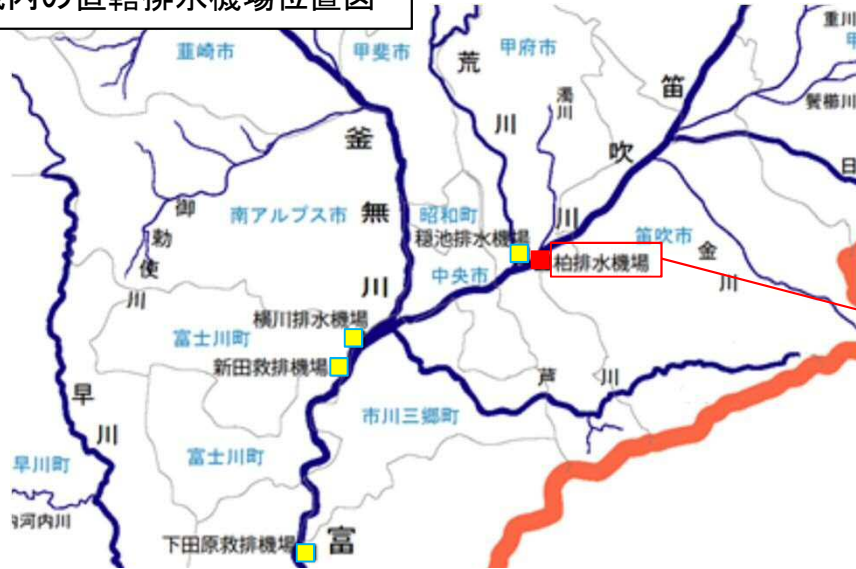 内の直轄排水機場位置図
韮崎市
甲斐市
荒川
甲府市
濁川
笛吹川
重川
甲
鴽櫛川
日
釜無川
御勅使川
南アルプス市
昭和町
穏池排水機場
中央市
柏排水機場
笛吹市
金川
横川排水機場
富士川町
新田救排機場
早川
芦川
市川三郷町
富士川町
早川町
河内川
下田原救排機場
富